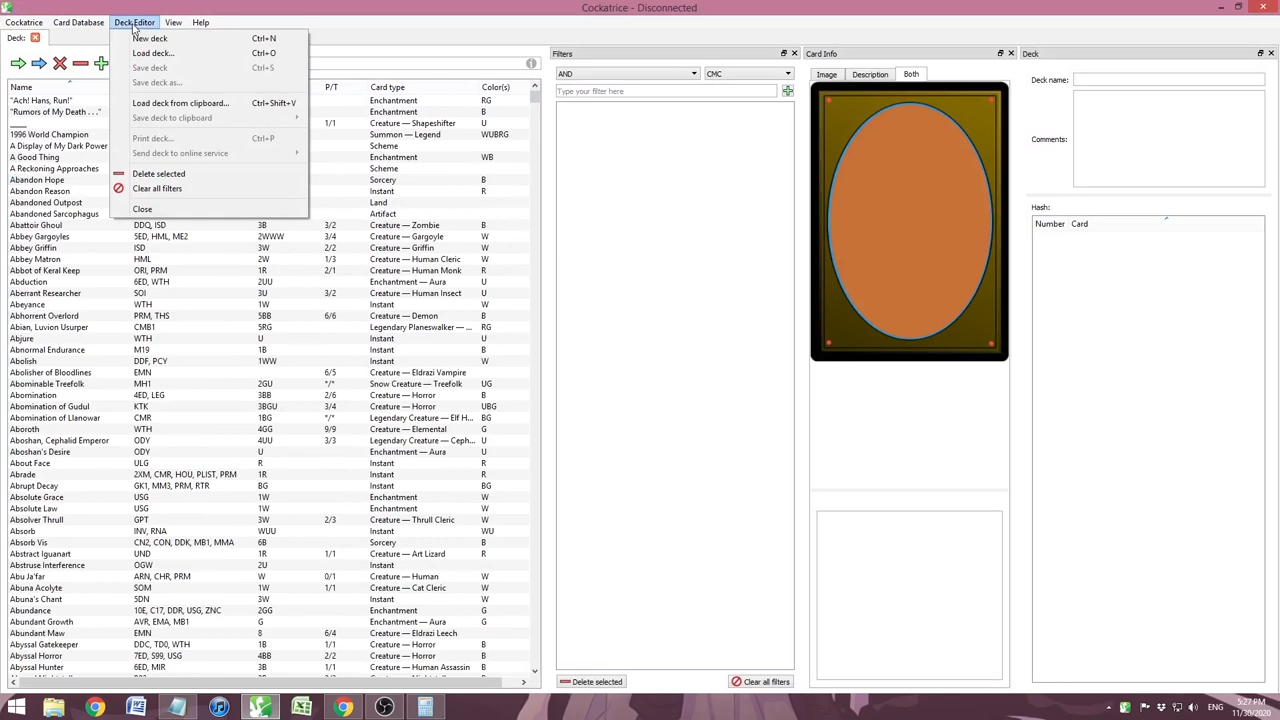 Cockatrice - Disconnected
Cockatrice Card Database Deck Editor View Help
Deck:
New deck Ctrl+N
Load deck... Ctrl+O
Save deck Ctrl+S
Save deck as...
Load deck from clipboard... Ctrl+Shift+V
Save deck to clipboard
Print deck... Ctrl+P
Send deck to online service
Delete selected
Clear all filters
Close
Name P/T Card type Color(s)
"Ach! Hans, Run!" Enchantment RG
"Rumors of My Death . . ." Enchantment B
____ 1/1 Creature — Shapeshifter U
1996 World Champion Summon - Legend WUBRG
A Display of My Dark Power Scheme
A Good Thing Enchantment WB
A Reckoning Approaches Scheme
Abandon Hope Sorcery B
Abandon Reason Instant R
Abandoned Outpost Land
Abandoned Sarcophagus Artifact
Abattoir Ghoul DDQ, ISD 3B 3/2 Creature — Zombie B
Abbey Gargoyles 5ED, HML, ME2 2WWW 3/4 Creature — Gargoyle W
Abbey Griffin ISD 3W 2/2 Creature — Griffin W
Abbey Matron HML 2W 1/3 Creature — Human Cleric W
Abbot of Keral Keep ORI, PRM 1R 2/1 Creature — Human Monk R
Abduction 6ED, WTH 2UU Enchantment — Aura U
Aberrant Researcher SOI 3U 3/2 Creature — Human Insect U
Abeyance WTH 1W Instant W
Abhorrent Overlord PRM, THS 5BB 6/6 Creature — Demon B
Abian, Luvion Usurper CMB1 5RG Legendary Planeswalker — ... RG
Abjure WTH U Instant U
Abnormal Endurance M19 1B Instant B
Abolish DDF, PCY 1WW Instant W
Abolisher of Bloodlines EMN 6/5 Creature — Eldrazi Vampire
Abominable Treefolk MH1 2GU */* Snow Creature — Treefolk UG
Abomination 4ED, LEG 3BB 2/6 Creature — Horror B
Abomination of Gudul KTK 3BGU 3/4 Creature — Horror UBG
Abomination of Llanowar CMR 1BG */* Legendary Creature — Elf H... BG
Aboroth WTH 4GG 9/9 Creature — Elemental G
Aboshan, Cephalid Emperor ODY 4UU 3/3 Legendary Creature — Ceph... U
Aboshan's Desire ODY U Enchantment — Aura U
About Face ULG R Instant R
Abrade 2XM, CMR, HOU, PLIST, PRM 1R Instant R
Abrupt Decay GK1, MM3, PRM, RTR BG Instant BG
Absolute Grace USG 1W Enchantment W
Absolute Law USG 1W Enchantment W
Absolver Thrull GPT 3W 2/3 Creature — Thrull Cleric W
Absorb INV, RNA WUU Instant WU
Absorb Vis CN2, CON, DDK, MB1, MMA 6B Sorcery B
Abstract Iguanart UND 1R 1/1 Creature — Art Lizard R
Abstruse Interference OGW 2U Instant
Abu Ja'far ARN, CHR, PRM W 0/1 Creature — Human W
Abuna Acolyte SOM 1W 1/1 Creature — Cat Cleric W
Abuna's Chant 5DN 3W Instant W
Abundance 10E, C17, DDR, USG, ZNC 2GG Enchantment G
Abundant Growth AVR, EMA, MB1 G Enchantment — Aura G
Abundant Maw EMN 8 6/4 Creature — Eldrazi Leech
Abyssal Gatekeeper DDC, TD0, WTH 1B 1/1 Creature — Horror B
Abyssal Horror 7ED, S99, USG 4BB 2/2 Creature — Horror B
Abyssal Hunter 6ED, MIR 3B 1/1 Creature — Human Assassin B
Filters
AND CMC
Type your filter here
Delete selected Clear all filters
Card Info
Image Description Both
Deck
Deck name:
Comments:
Hash:
Number Card
ENG 5:27 PM
11/30/2020